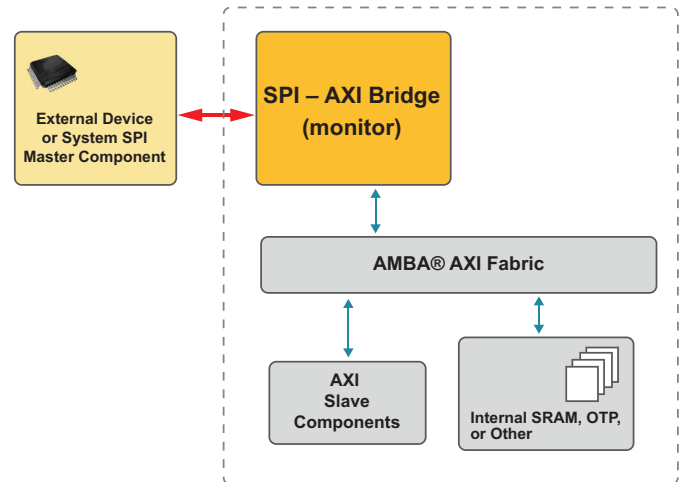 External Device
or System SPI
Master Component
SPI – AXI Bridge
(monitor)
AMBA® AXI Fabric
AXI
Slave
Components
Internal SRAM, OTP,
or Other